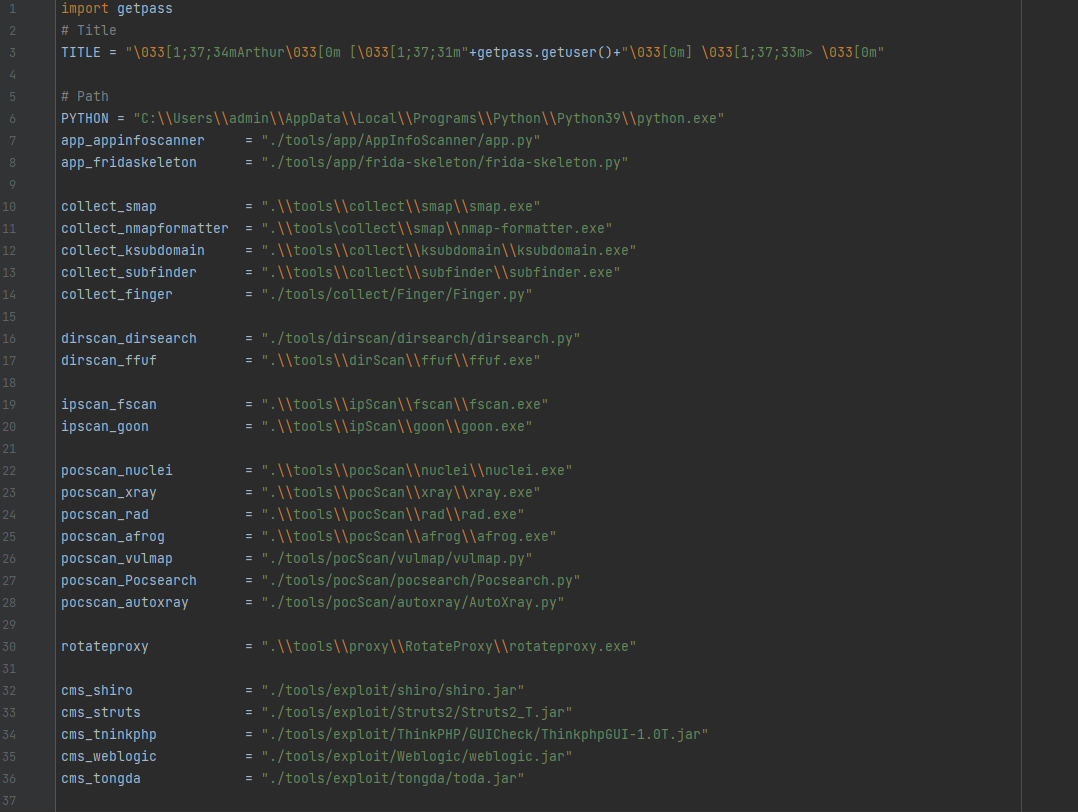 1 import getpass
2 # Title
3 TITLE = "\033[1;37;34mArthur\033[0m [\033[1;37;31m"+getpass.getuser()+"\033[0m] \033[1;37;33m> \033[0m"
4
5 # Path
6 PYTHON = "C:\\Users\\admin\\AppData\\Local\\Programs\\Python\\Python39\\python.exe"
7 app_appinfoscanner = "./tools/app/AppInfoScanner/app.py"
8 app_fridaskeleton = "./tools/app/frida-skeleton/frida-skeleton.py"
9
10 collect_smap = ".\\tools\\collect\\smap\\smap.exe"
11 collect_nmapformatter = ".\\tools\collect\\smap\\nmap-formatter.exe"
12 collect_ksubdomain = ".\\tools\\collect\\ksubdomain\\ksubdomain.exe"
13 collect_subfinder = ".\\tools\\collect\\subfinder\\subfinder.exe"
14 collect_finger = "./tools/collect/Finger/Finger.py"
15
16 dirscan_dirsearch = "./tools/dirscan/dirsearch/dirsearch.py"
17 dirscan_ffuf = ".\\tools\\dirScan\\ffuf\\ffuf.exe"
18
19 ipscan_fscan = ".\\tools\\ipScan\\fscan\\fscan.exe"
20 ipscan_goon = ".\\tools\\ipScan\\goon\\goon.exe"
21
22 pocscan_nuclei = ".\\tools\\pocScan\\nuclei\\nuclei.exe"
23 pocscan_xray = ".\\tools\\pocScan\\xray\\xray.exe"
24 pocscan_rad = ".\\tools\\pocScan\\rad\\rad.exe"
25 pocscan_afrog = ".\\tools\\pocScan\\afrog\\afrog.exe"
26 pocscan_vulmap = "./tools/pocScan/vulmap/vulmap.py"
27 pocscan_Pocsearch = "./tools/pocScan/pocsearch/Pocsearch.py"
28 pocscan_autoxray = "./tools/pocScan/autoxray/AutoXray.py"
29
30 rotateproxy = ".\\tools\\proxy\\RotateProxy\\rotateproxy.exe"
31
32 cms_shiro = "./tools/exploit/shiro/shiro.jar"
33 cms_struts = "./tools/exploit/Struts2/Struts2_T.jar"
34 cms_tninkphp = "./tools/exploit/ThinkPHP/GUICheck/ThinkphpGUI-1.0T.jar"
35 cms_weblogic = "./tools/exploit/Weblogic/weblogic.jar"
36 cms_tongda = "./tools/exploit/tongda/toda.jar"
37